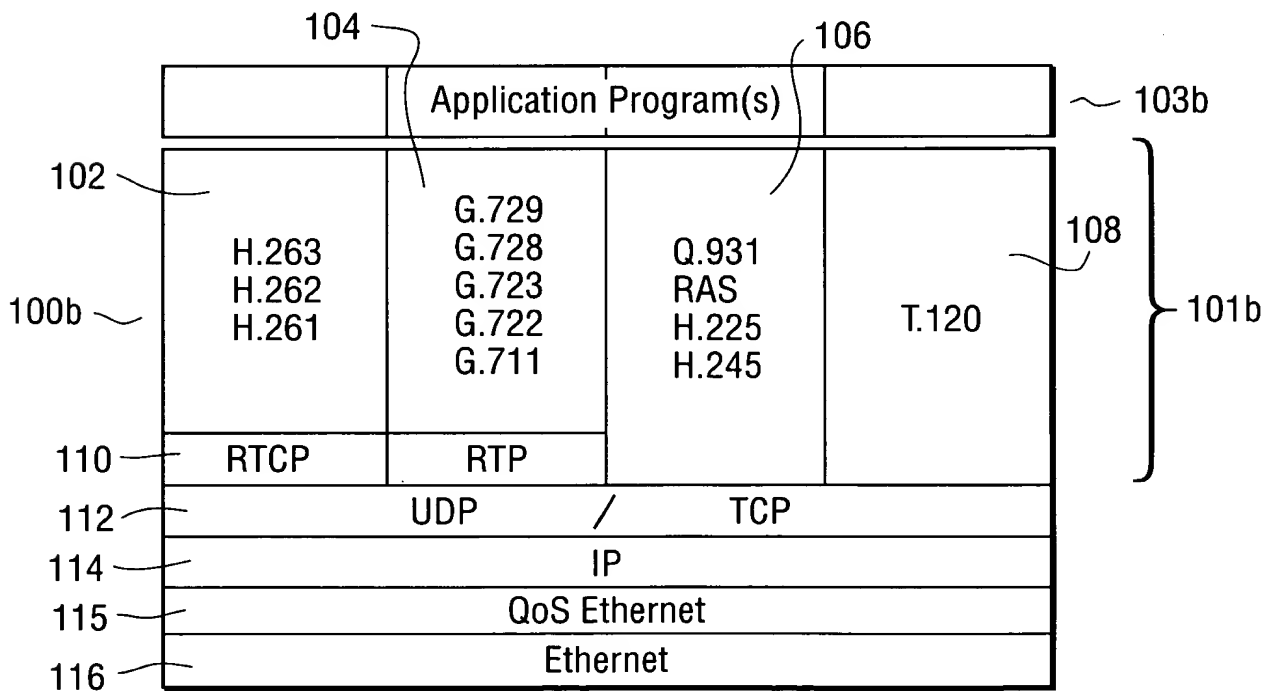 104
106
Application Program(s)
103b
102
G.729
G.728
G.723
G.722
G.711
H.263
H.262
H.261
Q.931
RAS
H.225
H.245
108
T.120
100b
101b
110
RTCP
RTP
112
UDP / TCP
114
IP
115
QoS Ethernet
116
Ethernet